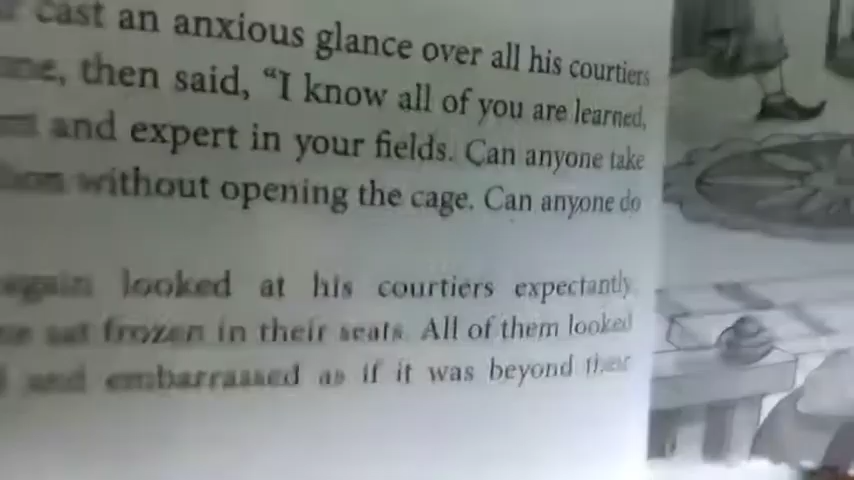 cast an anxious glance over all his courtiers
then said, “I know all of you are learned,
and expert in your fields. Can anyone take
without opening the cage. Can anyone do
again looked at his courtiers expectantly
sat frozen in their seats. All of them looked
and embarrassed as if it was beyond their